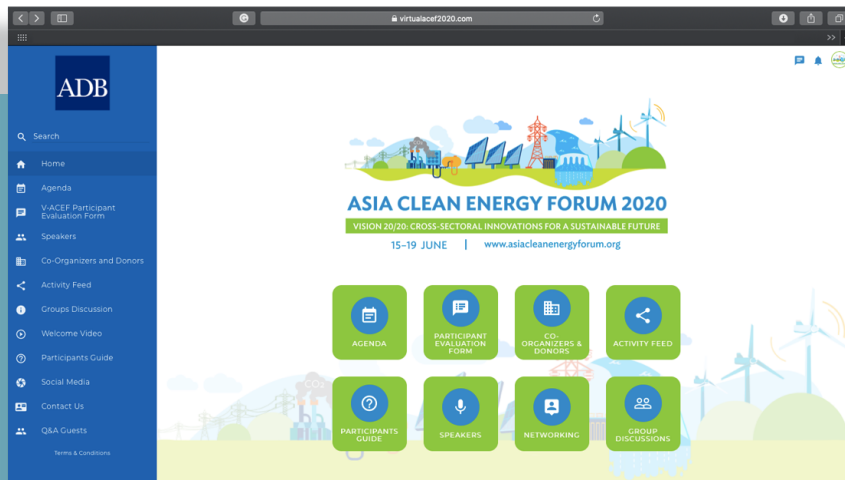 virtualacef2020.com
ADB
Search
Home
Agenda
V-ACEF Participant
Evaluation Form
Speakers
Co-Organizers and Donors
Activity Feed
Groups Discussion
Welcome Video
Participants Guide
Social Media
Contact Us
Q&A Guests
Terms & Conditions
ASIA CLEAN ENERGY FORUM 2020
VISION 20/20: CROSS-SECTORAL INNOVATIONS FOR A SUSTAINABLE FUTURE
15–19 JUNE | www.asiacleanenergyforum.org
AGENDA
PARTICIPANT
EVALUATION
FORM
CO-
ORGANIZERS &
DONORS
ACTIVITY FEED
PARTICIPANTS
GUIDE
SPEAKERS
NETWORKING
GROUP
DISCUSSIONS
CO₂